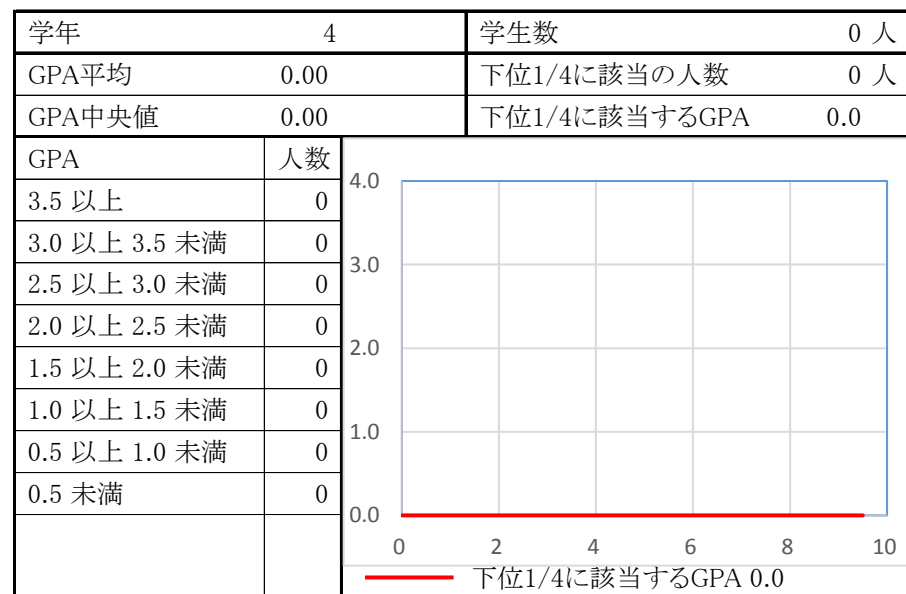 学年 4 学生数 0 人
GPA平均 0.00 下位1/4に該当の人数 0 人
GPA中央値 0.00 下位1/4に該当するGPA 0.0
GPA 人数
3.5 以上 0
3.0 以上 3.5 未満 0
2.5 以上 3.0 未満 0
2.0 以上 2.5 未満 0
1.5 以上 2.0 未満 0
1.0 以上 1.5 未満 0
0.5 以上 1.0 未満 0
0.5 未満 0
4.0
3.0
2.0
1.0
0.0
0 2 4 6 8 10
下位1/4に該当するGPA 0.0